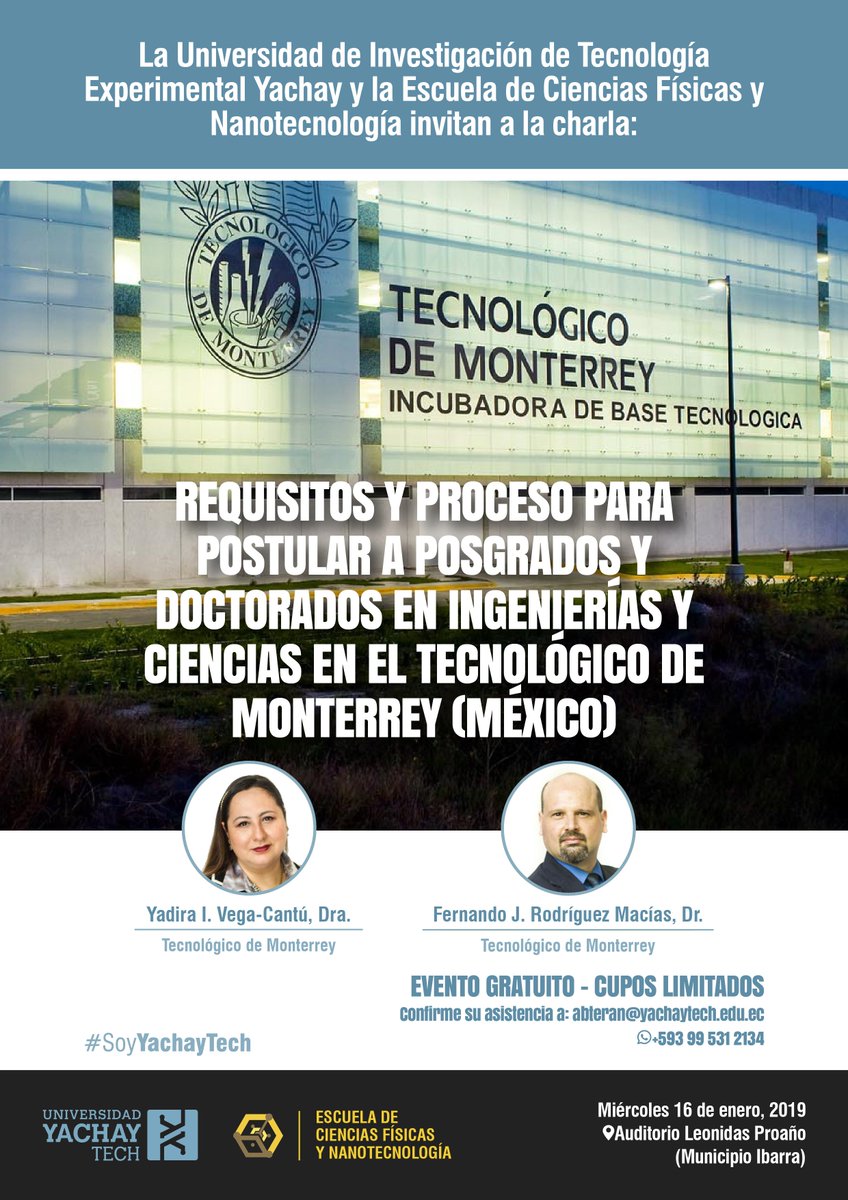 La Universidad de Investigación de Tecnología
Experimental Yachay y la Escuela de Ciencias Físicas y
Nanotecnología invitan a la charla:
TECNOLOGICO
DE MONTERREY
TECNOLÓGICO
DE MONTERREY
INCUBADORA DE BASE TECNOLOGICA
REQUISITOS Y PROCESO PARA
POSTULAR A POSGRADOS Y
DOCTORADOS EN INGENIERÍAS Y
CIENCIAS EN EL TECNOLÓGICO DE
MONTERREY (MÉXICO)
Yadira I. Vega-Cantú, Dra.
Tecnológico de Monterrey
Fernando J. Rodríguez Macías, Dr.
Tecnológico de Monterrey
EVENTO GRATUITO - CUPOS LIMITADOS
Confirme su asistencia a: abteran@yachaytech.edu.ec
+593 99 531 2134
#SoyYachayTech
UNIVERSIDAD
YACHAY
TECH
ESCUELA DE
CIENCIAS FÍSICAS
Y NANOTECNOLOGÍA
Miércoles 16 de enero, 2019
Auditorio Leonidas Proaño
(Municipio Ibarra)